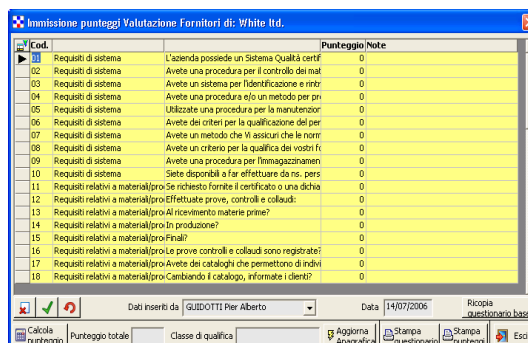 Immissione punteggi Valutazione Fornitori di: White ltd.
Cod. Punteggio Note
01 Requisiti di sistema L'azienda possiede un Sistema Qualità certif 0
02 Requisiti di sistema Avete una procedura per il controllo dei mat 0
03 Requisiti di sistema Avete un sistema per l'identificazione e rintr 0
04 Requisiti di sistema Avete una procedura e/o un metodo per pr 0
05 Requisiti di sistema Utilizzate una procedura per la manutenzior 0
06 Requisiti di sistema Avete dei criteri per la qualificazione del per 0
07 Requisiti di sistema Avete un metodo che Vi assicuri che le norm 0
08 Requisiti di sistema Avete un criterio per la qualifica dei vostri fo 0
09 Requisiti di sistema Avete una procedura per l'immagazzinamen 0
10 Requisiti di sistema Siete disponibili a far effettuare da ns. pers 0
11 Requisiti relativi a materiali/pro Se richiesto fornite il certificato o una dichia 0
12 Requisiti relativi a materiali/pro Effettuate prove, controlli e collaudi: 0
13 Requisiti relativi a materiali/pro Al ricevimento materie prime? 0
14 Requisiti relativi a materiali/pro In produzione? 0
15 Requisiti relativi a materiali/pro Finali? 0
16 Requisiti relativi a materiali/pro Le prove controlli e collaudi sono registrate? 0
17 Requisiti relativi a materiali/pro Avete dei cataloghi che permettono di indivi 0
18 Requisiti relativi a materiali/pro Cambiando il catalogo, informate i clienti? 0
Dati inseriti da GUIDOTTI Pier Alberto Data 14/07/2006 Ricopia
questionario base
Calcola Aggiorna Stampa Stampa
punteggio Punteggio totale Classe di qualifica Anagrafica questionario punteggi Esci